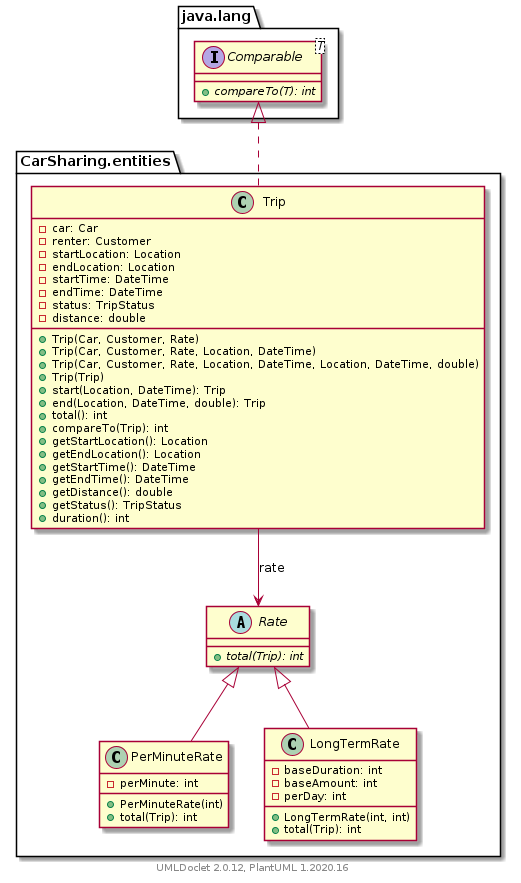 java.lang
I Comparable
T
compareTo(T): int
CarSharing.entities
C Trip
car: Car
renter: Customer
startLocation: Location
endLocation: Location
startTime: DateTime
endTime: DateTime
status: TripStatus
distance: double
Trip(Car, Customer, Rate)
Trip(Car, Customer, Rate, Location, DateTime)
Trip(Car, Customer, Rate, Location, DateTime, Location, DateTime, double)
Trip(Trip)
start(Location, DateTime): Trip
end(Location, DateTime, double): Trip
total(): int
compareTo(Trip): int
getStartLocation(): Location
getEndLocation(): Location
getStartTime(): DateTime
getEndTime(): DateTime
getDistance(): double
getStatus(): TripStatus
duration(): int
rate
A Rate
total(Trip): int
C PerMinuteRate
perMinute: int
PerMinuteRate(int)
total(Trip): int
C LongTermRate
baseDuration: int
baseAmount: int
perDay: int
LongTermRate(int, int)
total(Trip): int
UMLDoclet 2.0.12, PlantUML 1.2020.16